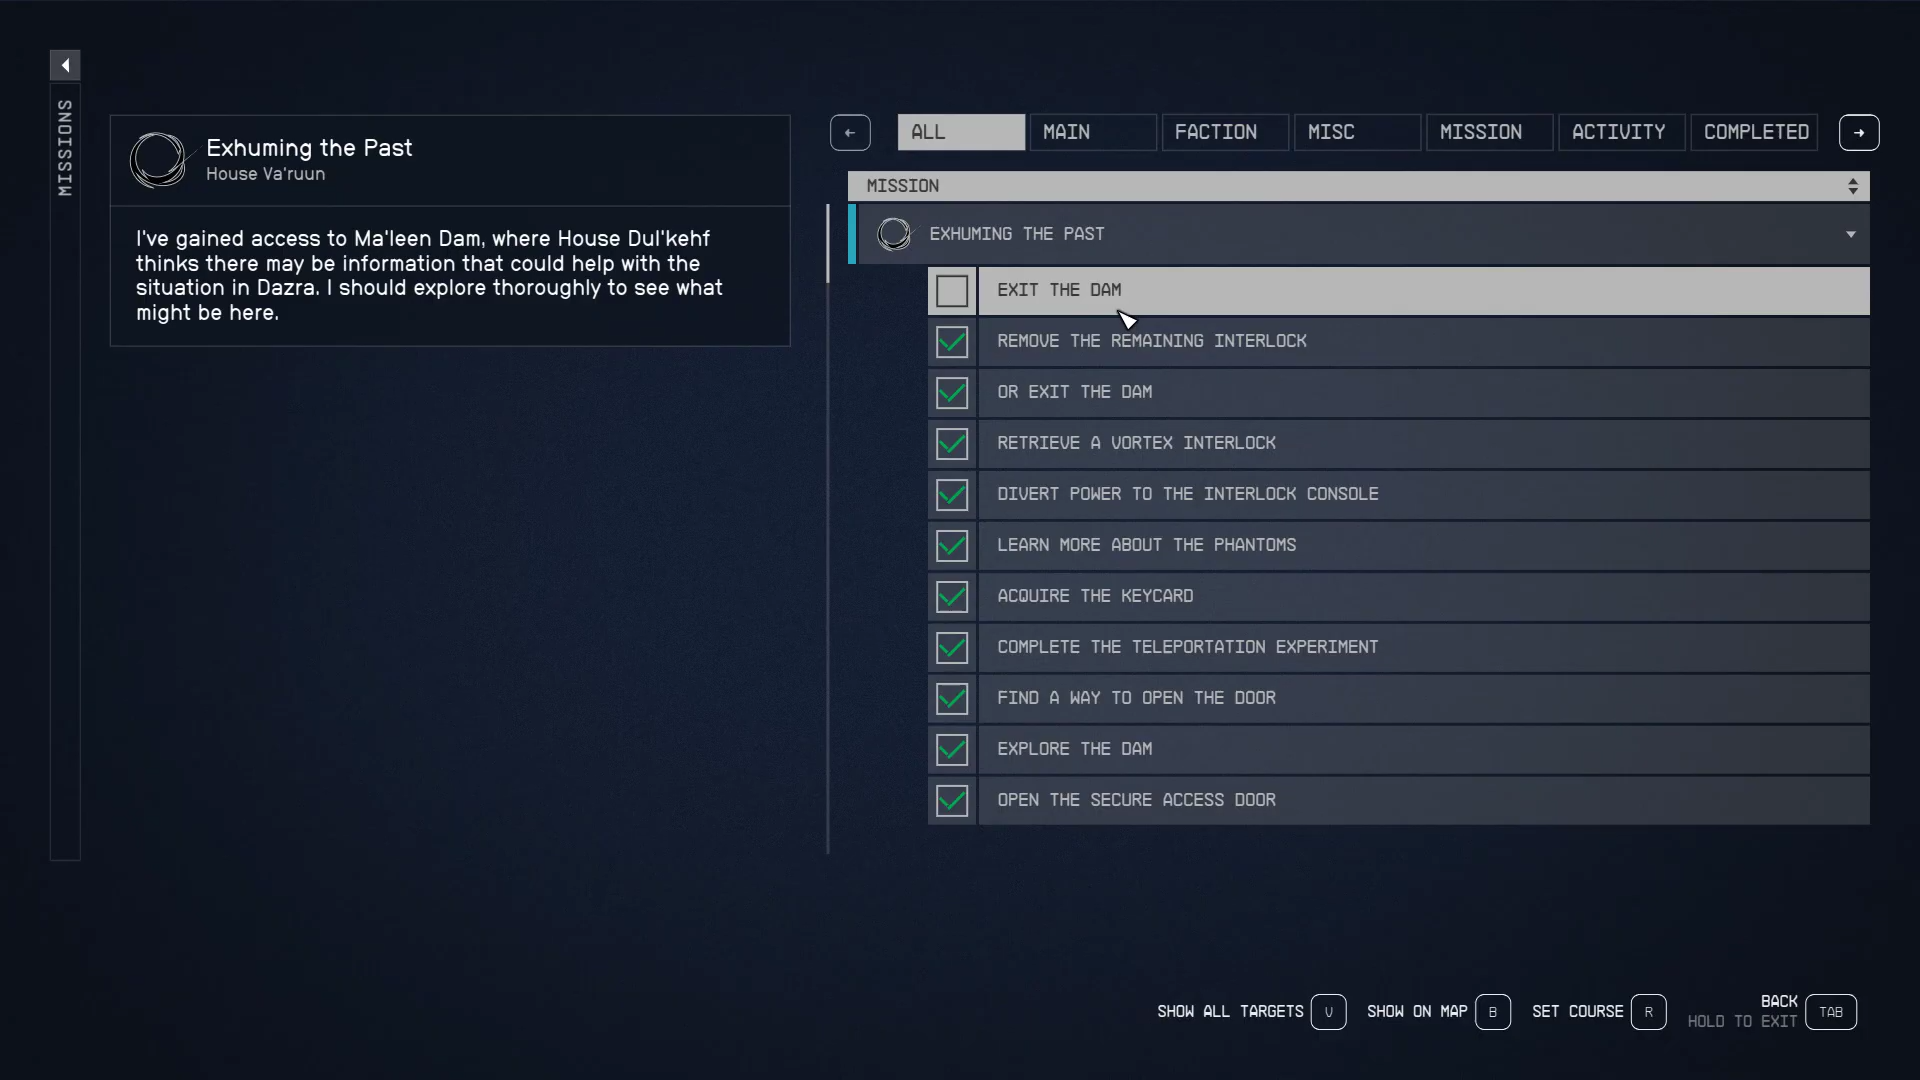 MISSIONS
Exhuming the Past
House Va'ruun
I've gained access to Ma'leen Dam, where House Dul'kehf
thinks there may be information that could help with the
situation in Dazra. I should explore thoroughly to see what
might be here.
ALL
MAIN
FACTION
MISC
MISSION
ACTIVITY
COMPLETED
MISSION
EXHUMING THE PAST
EXIT THE DAM
REMOVE THE REMAINING INTERLOCK
OR EXIT THE DAM
RETRIEVE A VORTEX INTERLOCK
DIVERT POWER TO THE INTERLOCK CONSOLE
LEARN MORE ABOUT THE PHANTOMS
ACQUIRE THE KEYCARD
COMPLETE THE TELEPORTATION EXPERIMENT
FIND A WAY TO OPEN THE DOOR
EXPLORE THE DAM
OPEN THE SECURE ACCESS DOOR
SHOW ALL TARGETS V
SHOW ON MAP B
SET COURSE R
BACK
HOLD TO EXIT
TAB